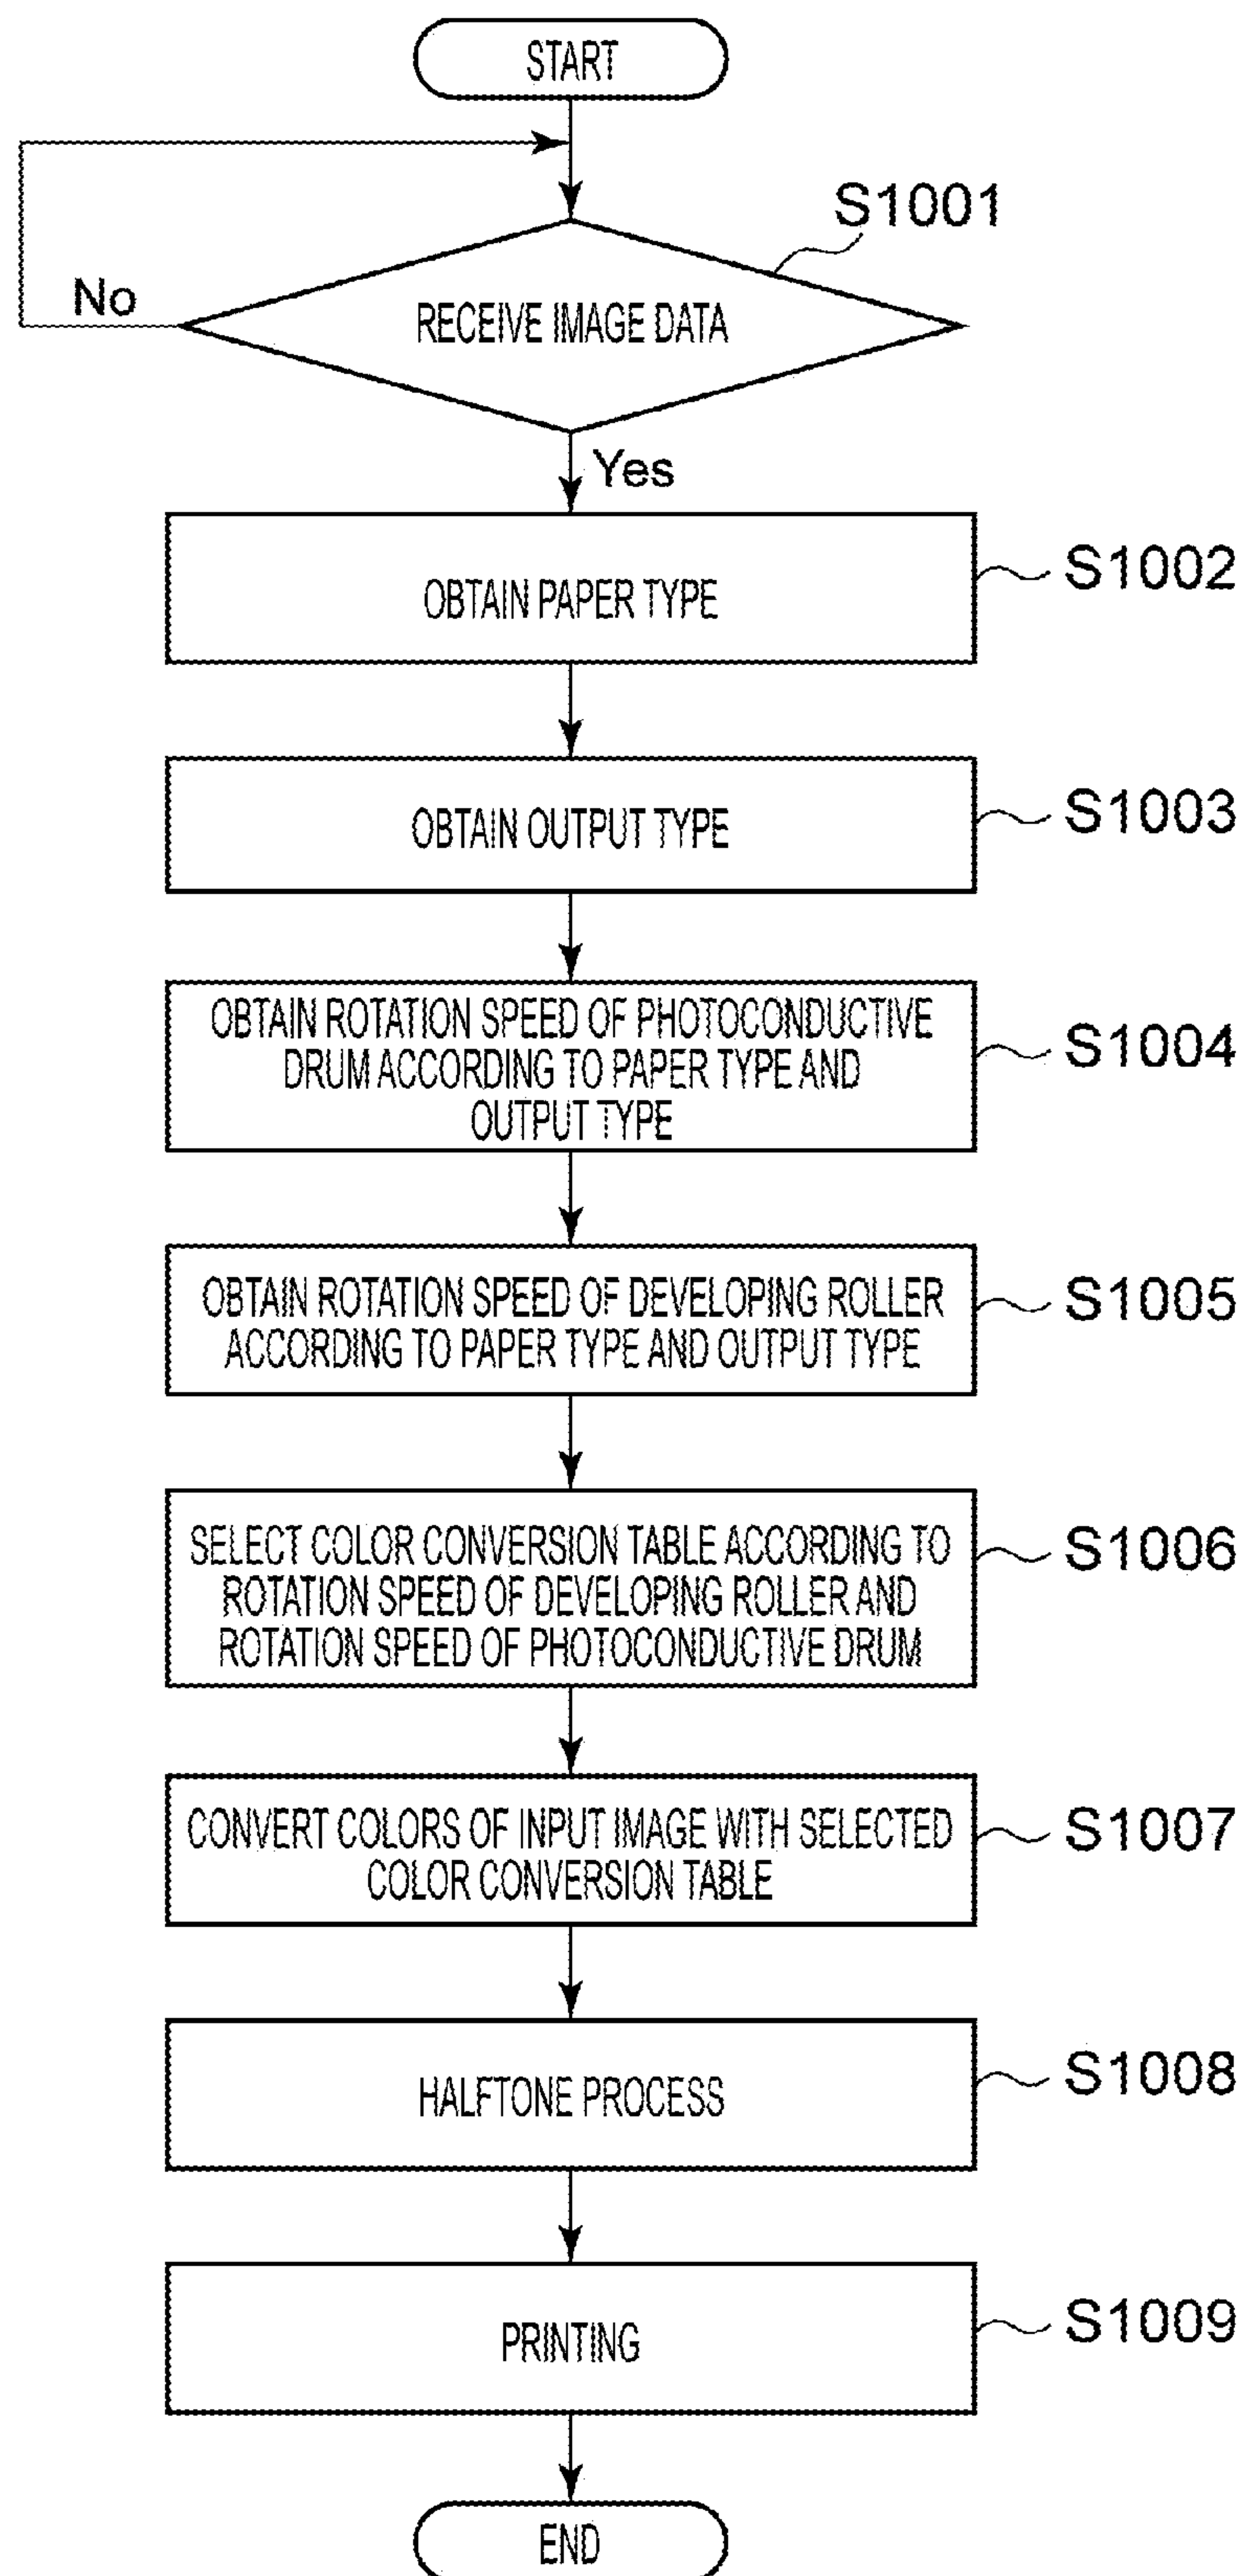 START
S1001
No
RECEIVE IMAGE DATA
Yes
OBTAIN PAPER TYPE
S1002
OBTAIN OUTPUT TYPE
S1003
OBTAIN ROTATION SPEED OF PHOTOCONDUCTIVE
DRUM ACCORDING TO PAPER TYPE AND
OUTPUT TYPE
S1004
OBTAIN ROTATION SPEED OF DEVELOPING ROLLER
ACCORDING TO PAPER TYPE AND OUTPUT TYPE
S1005
SELECT COLOR CONVERSION TABLE ACCORDING TO
ROTATION SPEED OF DEVELOPING ROLLER AND
ROTATION SPEED OF PHOTOCONDUCTIVE DRUM
S1006
CONVERT COLORS OF INPUT IMAGE WITH SELECTED
COLOR CONVERSION TABLE
S1007
HALFTONE PROCESS
S1008
PRINTING
S1009
END